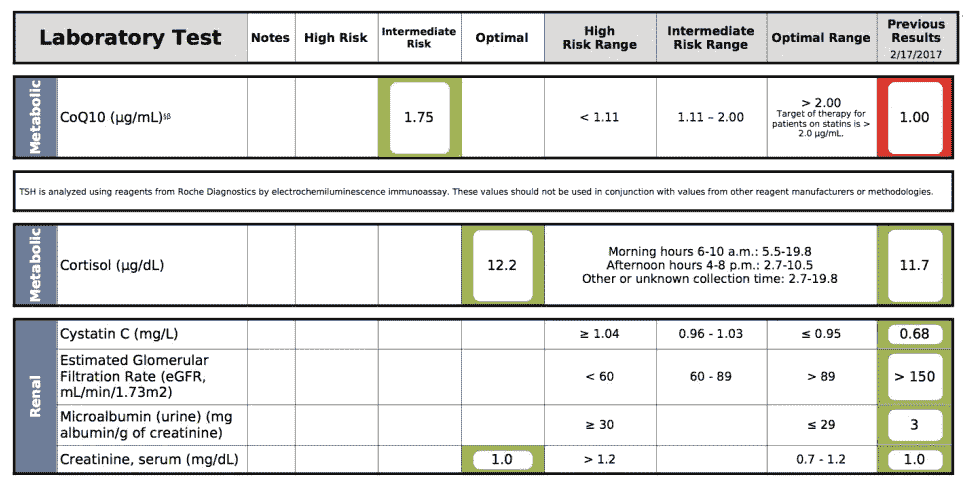 Laboratory Test
Notes
High Risk
Intermediate
Risk
Optimal
High
Risk Range
Intermediate
Risk Range
Optimal Range
Previous
Results
2/17/2017
Metabolic
CoQ10 (µg/mL)§β
1.75
< 1.11
1.11 – 2.00
> 2.00
Target of therapy for
patients on statins is >
2.0 µg/mL.
1.00
TSH is analyzed using reagents from Roche Diagnostics by electrochemiluminescence immunoassay. These values should not be used in conjunction with values from other reagent manufacturers or methodologies.
Metabolic
Cortisol (µg/dL)
12.2
Morning hours 6-10 a.m.: 5.5-19.8
Afternoon hours 4-8 p.m.: 2.7-10.5
Other or unknown collection time: 2.7-19.8
11.7
Renal
Cystatin C (mg/L)
≥ 1.04
0.96 - 1.03
≤ 0.95
0.68
Estimated Glomerular
Filtration Rate (eGFR,
mL/min/1.73m2)
< 60
60 - 89
> 89
> 150
Microalbumin (urine) (mg
albumin/g of creatinine)
≥ 30
≤ 29
3
Creatinine, serum (mg/dL)
1.0
> 1.2
0.7 - 1.2
1.0